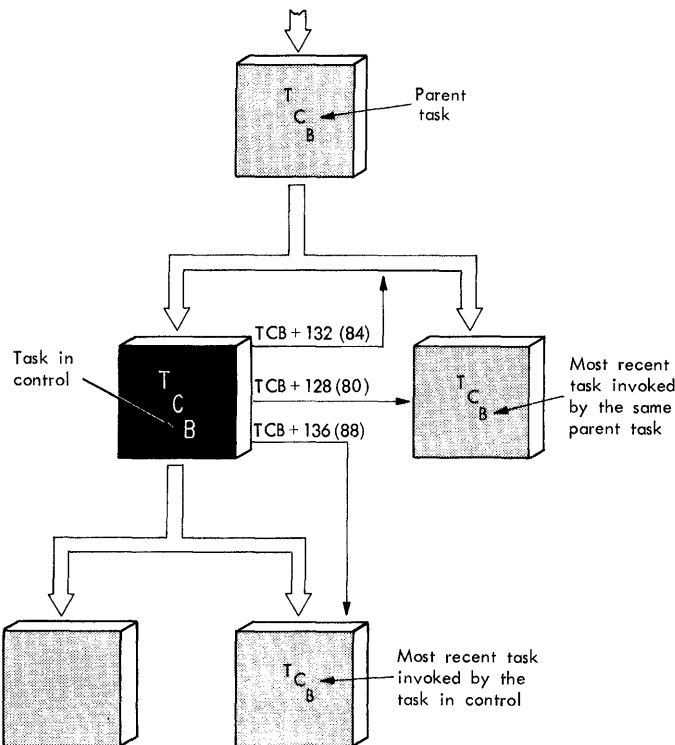 T
C
B
Parent
task
TCB + 132 (84)
Task in
control
T
C
B
TCB + 128 (80)
TCB + 136 (88)
T
C
B
Most recent
task invoked
by the same
parent task
T
C
B
Most recent task
invoked by the
task in control